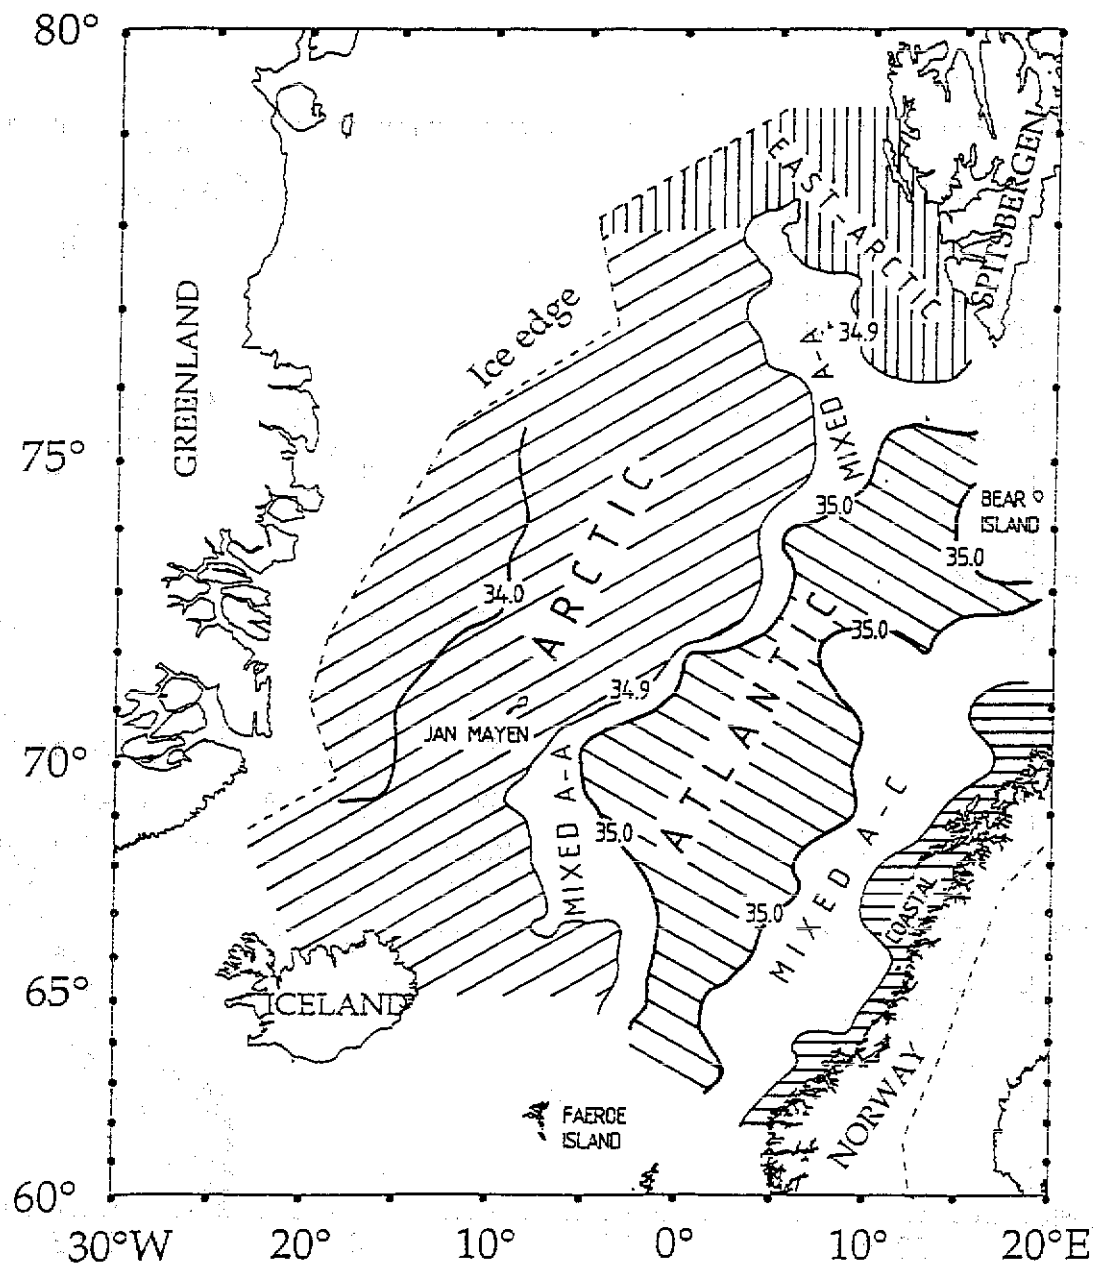 80°
EAST-ARCTIC
SPITSBERGEN
GREENLAND
Ice edge
34.9
MIXED A-A
75°
ARCTIC
35.0
BEAR
ISLAND
35.0
34.0
ATLANTIC
35.0
34.9
JAN MAYEN
70°
MIXED A-A
35.0
MIXED A-C
35.0
COASTAL
65°
ICELAND
NORWAY
FAEROE
ISLAND
60°
30°W
20°
10°
0°
10°
20°E